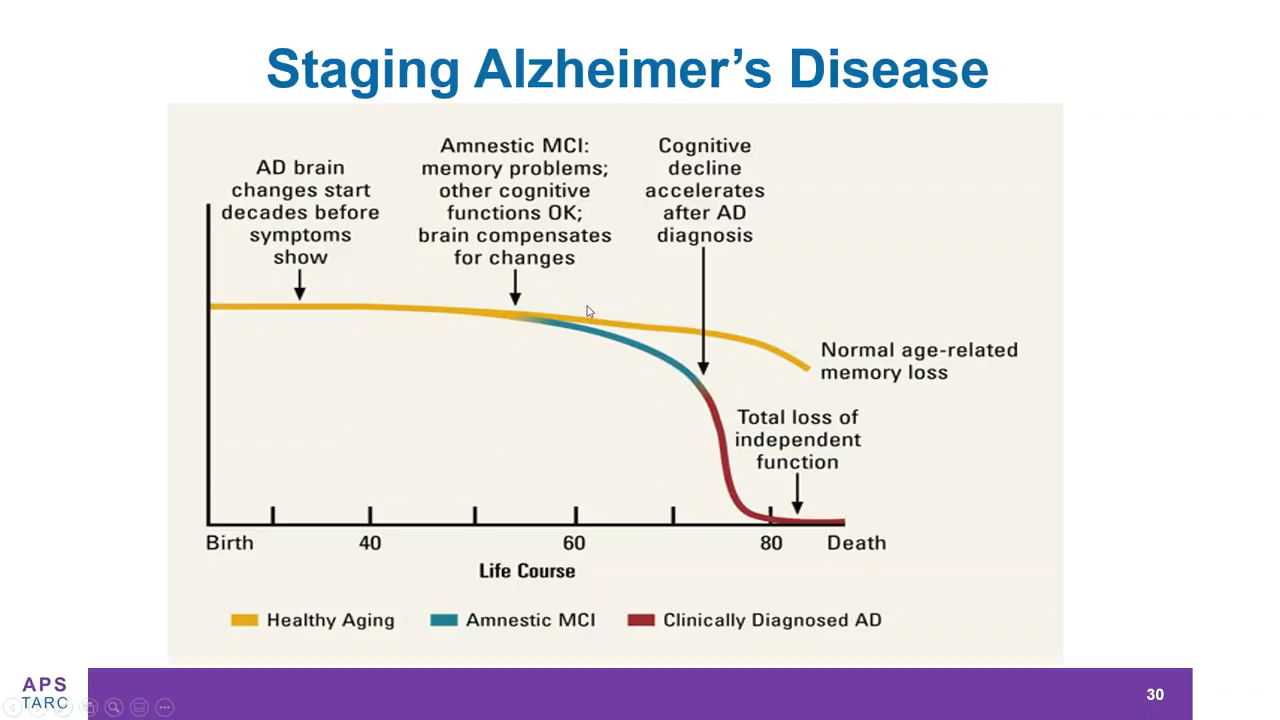 Staging Alzheimer's Disease
AD brain
changes start
decades before
symptoms
show
Amnestic MCI:
memory problems;
other cognitive
functions OK;
brain compensates
for changes
Cognitive
decline
accelerates
after AD
diagnosis
Normal age-related
memory loss
Total loss of
independent
function
Birth 40 60 80 Death
Life Course
Healthy Aging Amnestic MCI Clinically Diagnosed AD
APS
TARC
30